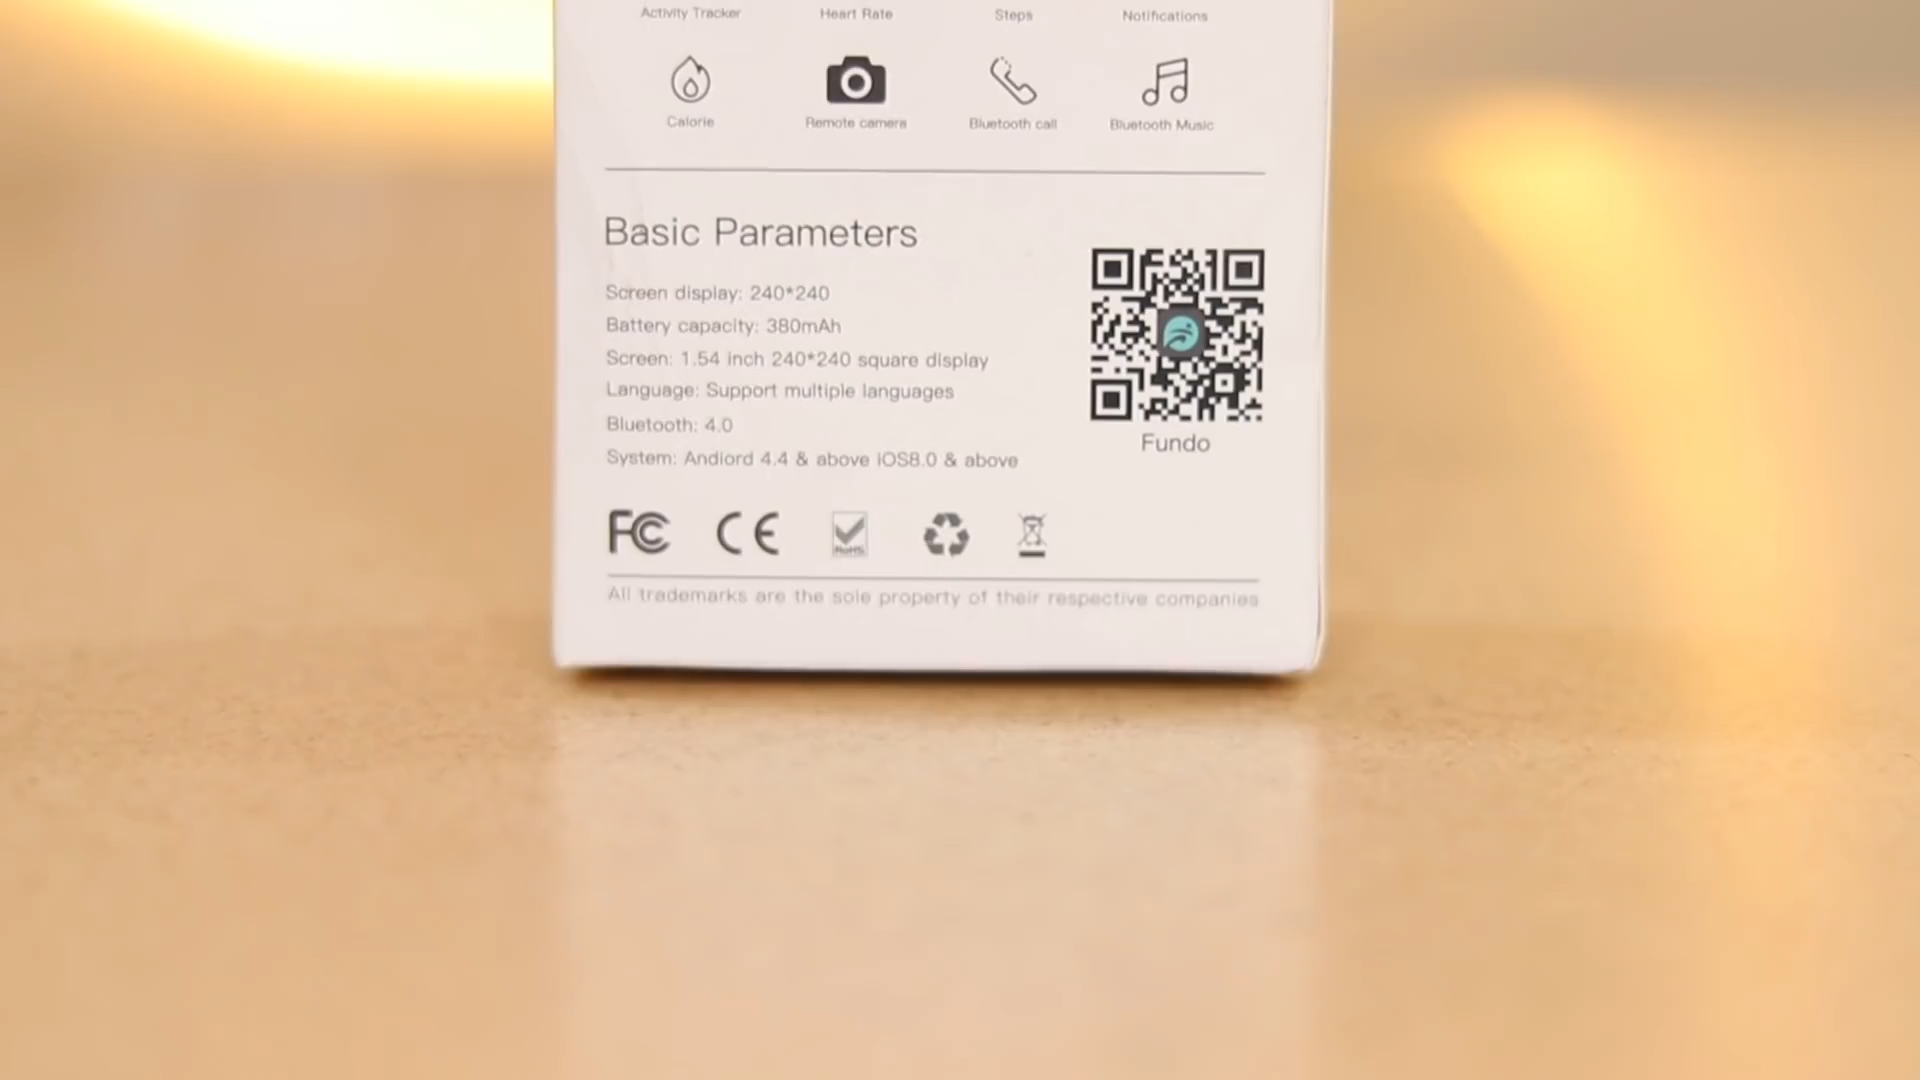 Activity Tracker Heart Rate Steps Notifications
Calorie Remote camera Bluetooth call Bluetooth Music
Basic Parameters
Screen display: 240*240
Battery capacity: 380mAh
Screen: 1.54 inch 240*240 square display
Language: Support multiple languages
Bluetooth: 4.0
System: Andiord 4.4 & above iOS8.0 & above
Fundo
FC CE RoHS
All trademarks are the sole property of their respective companies